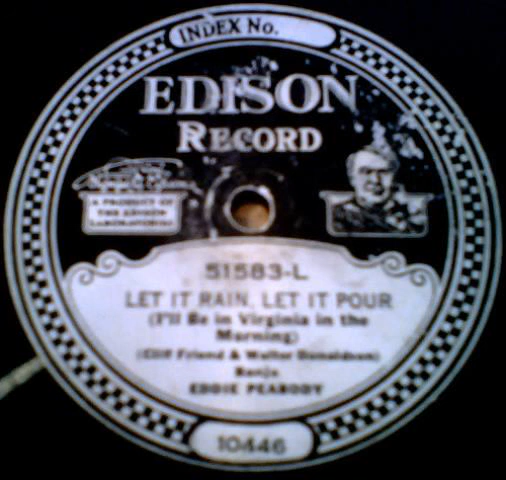 INDEX No.
EDISON
RECORD
A PRODUCT OF
THE EDISON
LABORATORIES
51583-L
LET IT RAIN, LET IT POUR
(I'll Be in Virginia in the
Morning)
(Cliff Friend & Walter Donaldson)
Banjo
EDDIE PEABODY
10446